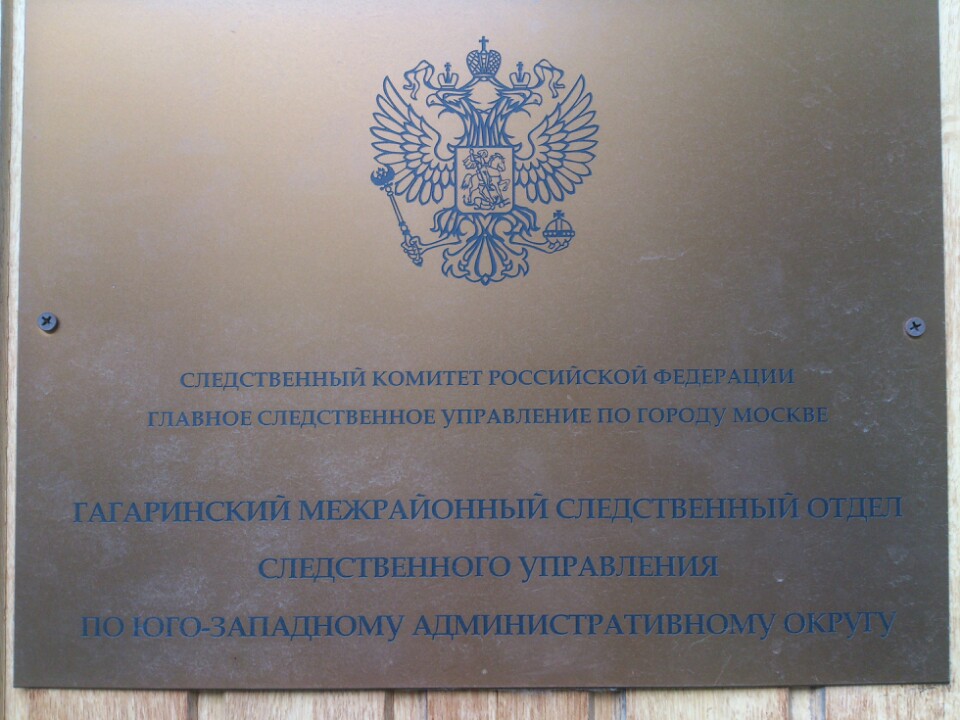 СЛЕДСТВЕННЫЙ КОМИТЕТ РОССИЙСКОЙ ФЕДЕРАЦИИ
ГЛАВНОЕ СЛЕДСТВЕННОЕ УПРАВЛЕНИЕ ПО ГОРОДУ МОСКВЕ
ГАГАРИНСКИЙ МЕЖРАЙОННЫЙ СЛЕДСТВЕННЫЙ ОТДЕЛ
СЛЕДСТВЕННОГО УПРАВЛЕНИЯ
ПО ЮГО-ЗАПАДНОМУ АДМИНИСТРАТИВНОМУ ОКРУГУ